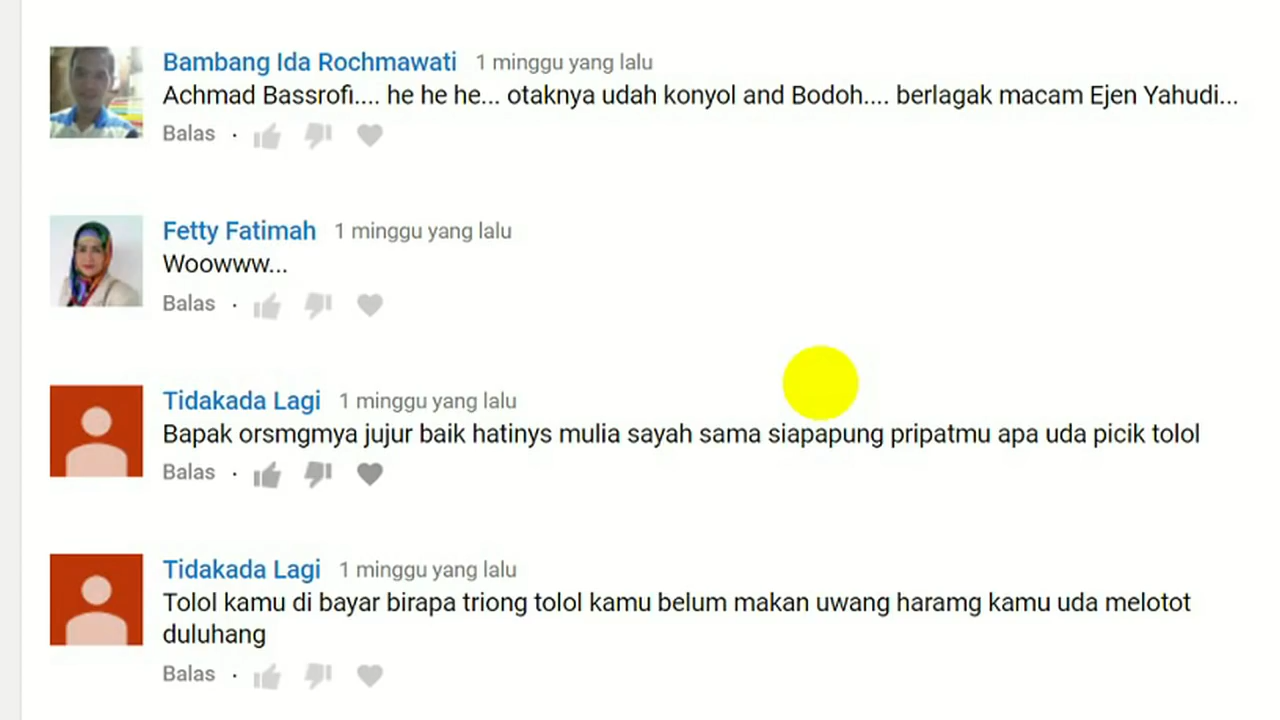 Bambang Ida Rochmawati 1 minggu yang lalu
Achmad Bassrofi.... he he he... otaknya udah konyol and Bodoh.... berlagak macam Ejen Yahudi...
Balas ·
Fetty Fatimah 1 minggu yang lalu
Woowww...
Balas ·
Tidakada Lagi 1 minggu yang lalu
Bapak orsmgmya jujur baik hatinys mulia sayah sama siapapung pripatmu apa uda picik tolol
Balas ·
Tidakada Lagi 1 minggu yang lalu
Tolol kamu di bayar birapa triong tolol kamu belum makan uwang haramg kamu uda melotot
duluhang
Balas ·